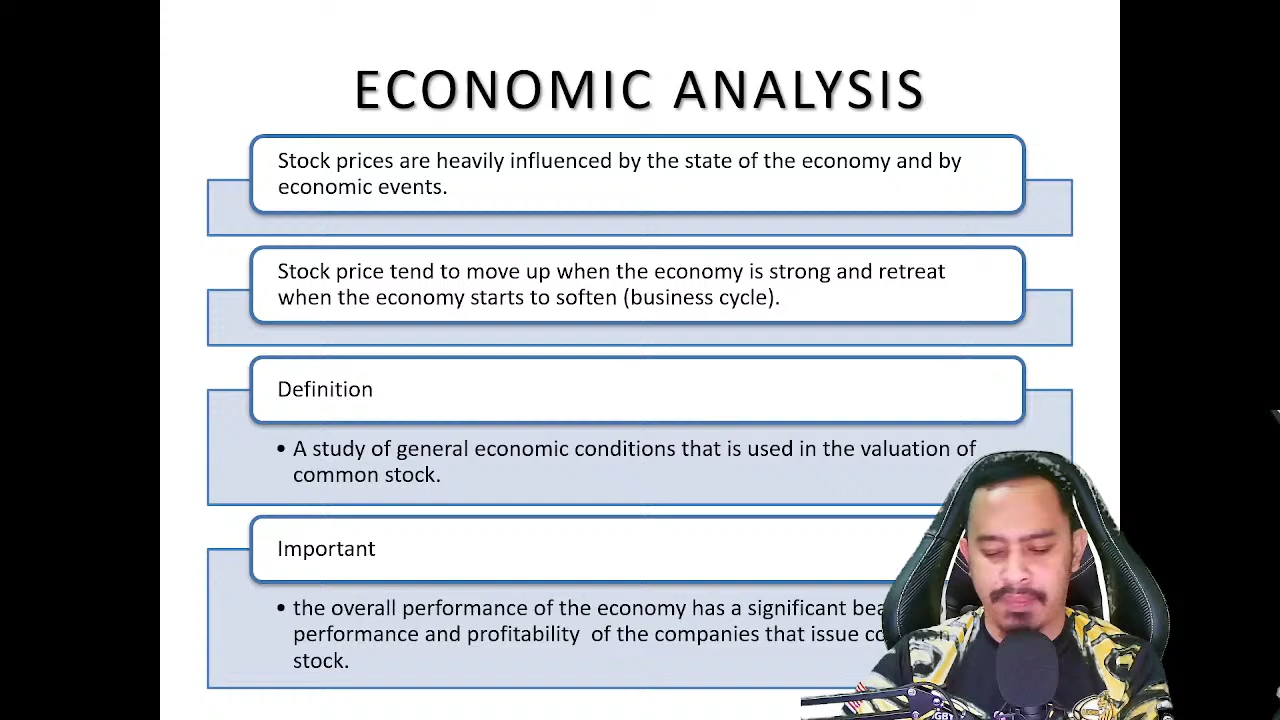 ECONOMIC ANALYSIS
Stock prices are heavily influenced by the state of the economy and by
economic events.
Stock price tend to move up when the economy is strong and retreat
when the economy starts to soften (business cycle).
Definition
• A study of general economic conditions that is used in the valuation of
common stock.
Important
• the overall performance of the economy has a significant
performance and profitability of the companies that issue
stock.